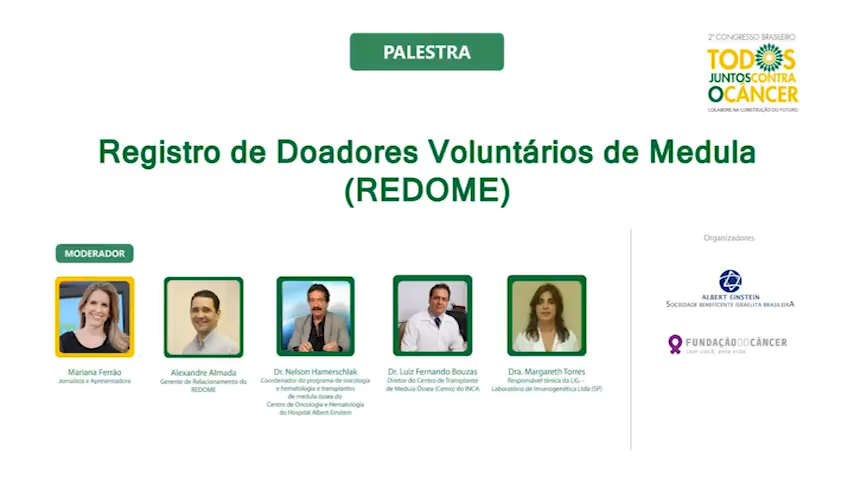 PALESTRA
2º CONGRESSO BRASILEIRO
TODOS
JUNTOS CONTRA
O CÂNCER
COLABORE NA CONSTRUÇÃO DO FUTURO
Registro de Doadores Voluntários de Medula
(REDOME)
MODERADOR
Mariana Ferrão
Jornalista e Apresentadora
Alexandre Almada
Gerente de Relacionamento do
REDOME
Dr. Nelson Hamerschlak
Coordenador do programa de oncologia
e hematologia e transplantes
de medula óssea do
Centro de Oncologia e Hematologia
do Hospital Albert Einstein
Dr. Luiz Fernando Bouzas
Diretor do Centro de Transplante
de Medula Óssea (Cemo) do INCA
Dra. Margareth Torres
Responsável técnica da LIG –
Laboratório de Imunogenética Ltda (SP)
Organizadores
ALBERT EINSTEIN
SOCIEDADE BENEFICENTE ISRAELITA BRASILEIRA
FUNDAÇÃO DO CÂNCER
com você, pela vida